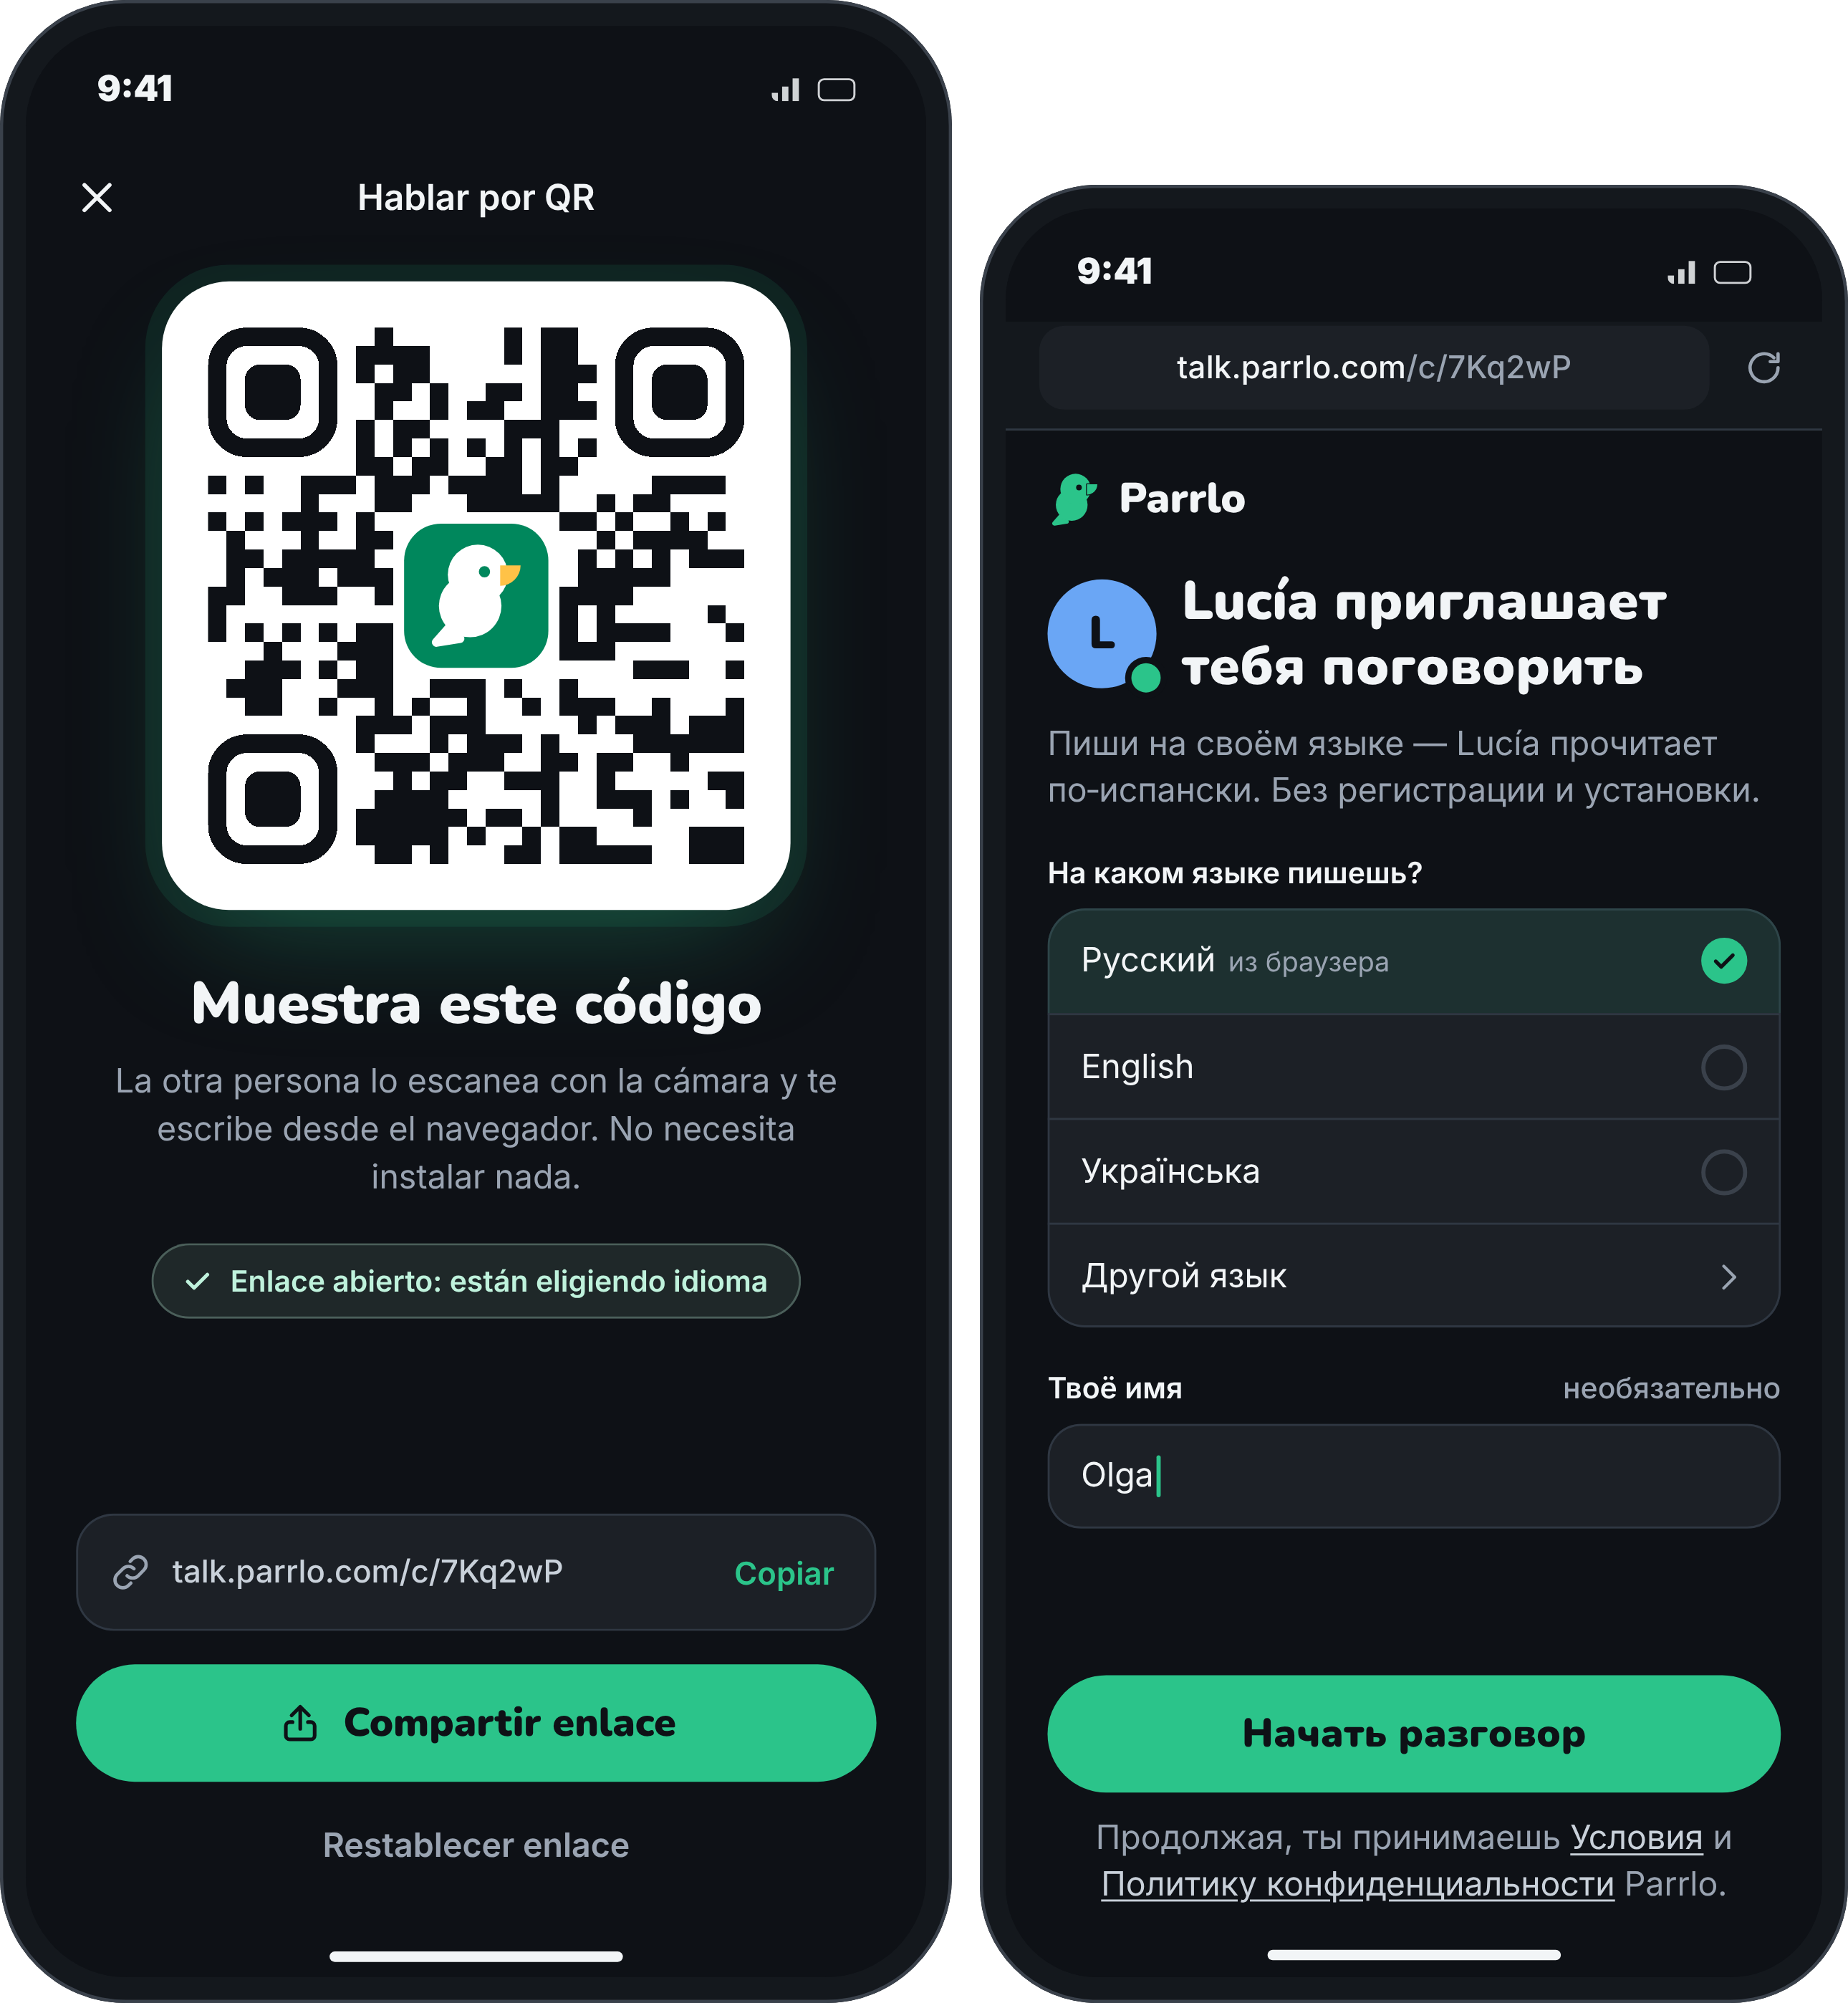 9:41
Hablar por QR
Muestra este código
La otra persona lo escanea con la cámara y te
escribe desde el navegador. No necesita
instalar nada.
Enlace abierto: están eligiendo idioma
talk.parrlo.com/c/7Kq2wP
Copiar
Compartir enlace
Restablecer enlace
9:41
talk.parrlo.com/c/7Kq2wP
Parrlo
L
Lucía приглашает
тебя поговорить
Пиши на своём языке — Lucía прочитает
по-испански. Без регистрации и установки.
На каком языке пишешь?
Русский из браузера
English
Українська
Другой язык
Твоё имя
необязательно
Olga
Начать разговор
Продолжая, ты принимаешь Условия и
Политику конфиденциальности Parrlo.